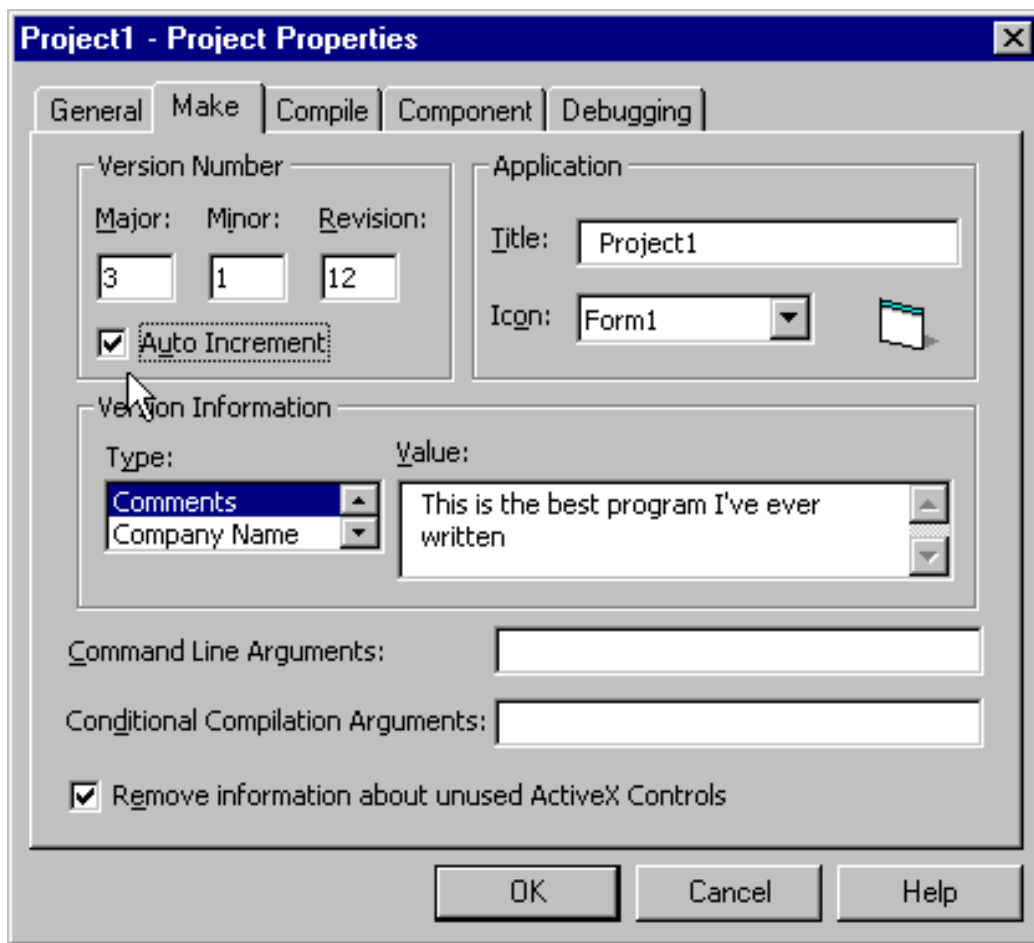 Project1 - Project Properties
General Make Compile Component Debugging
Version Number
Major: Minor: Revision:
3 1 12
Auto Increment
Application
Title: Project1
Icon: Form1
Version Information
Type:
Comments
Company Name
Value:
This is the best program I've ever
written
Command Line Arguments:
Conditional Compilation Arguments:
Remove information about unused ActiveX Controls
OK Cancel Help